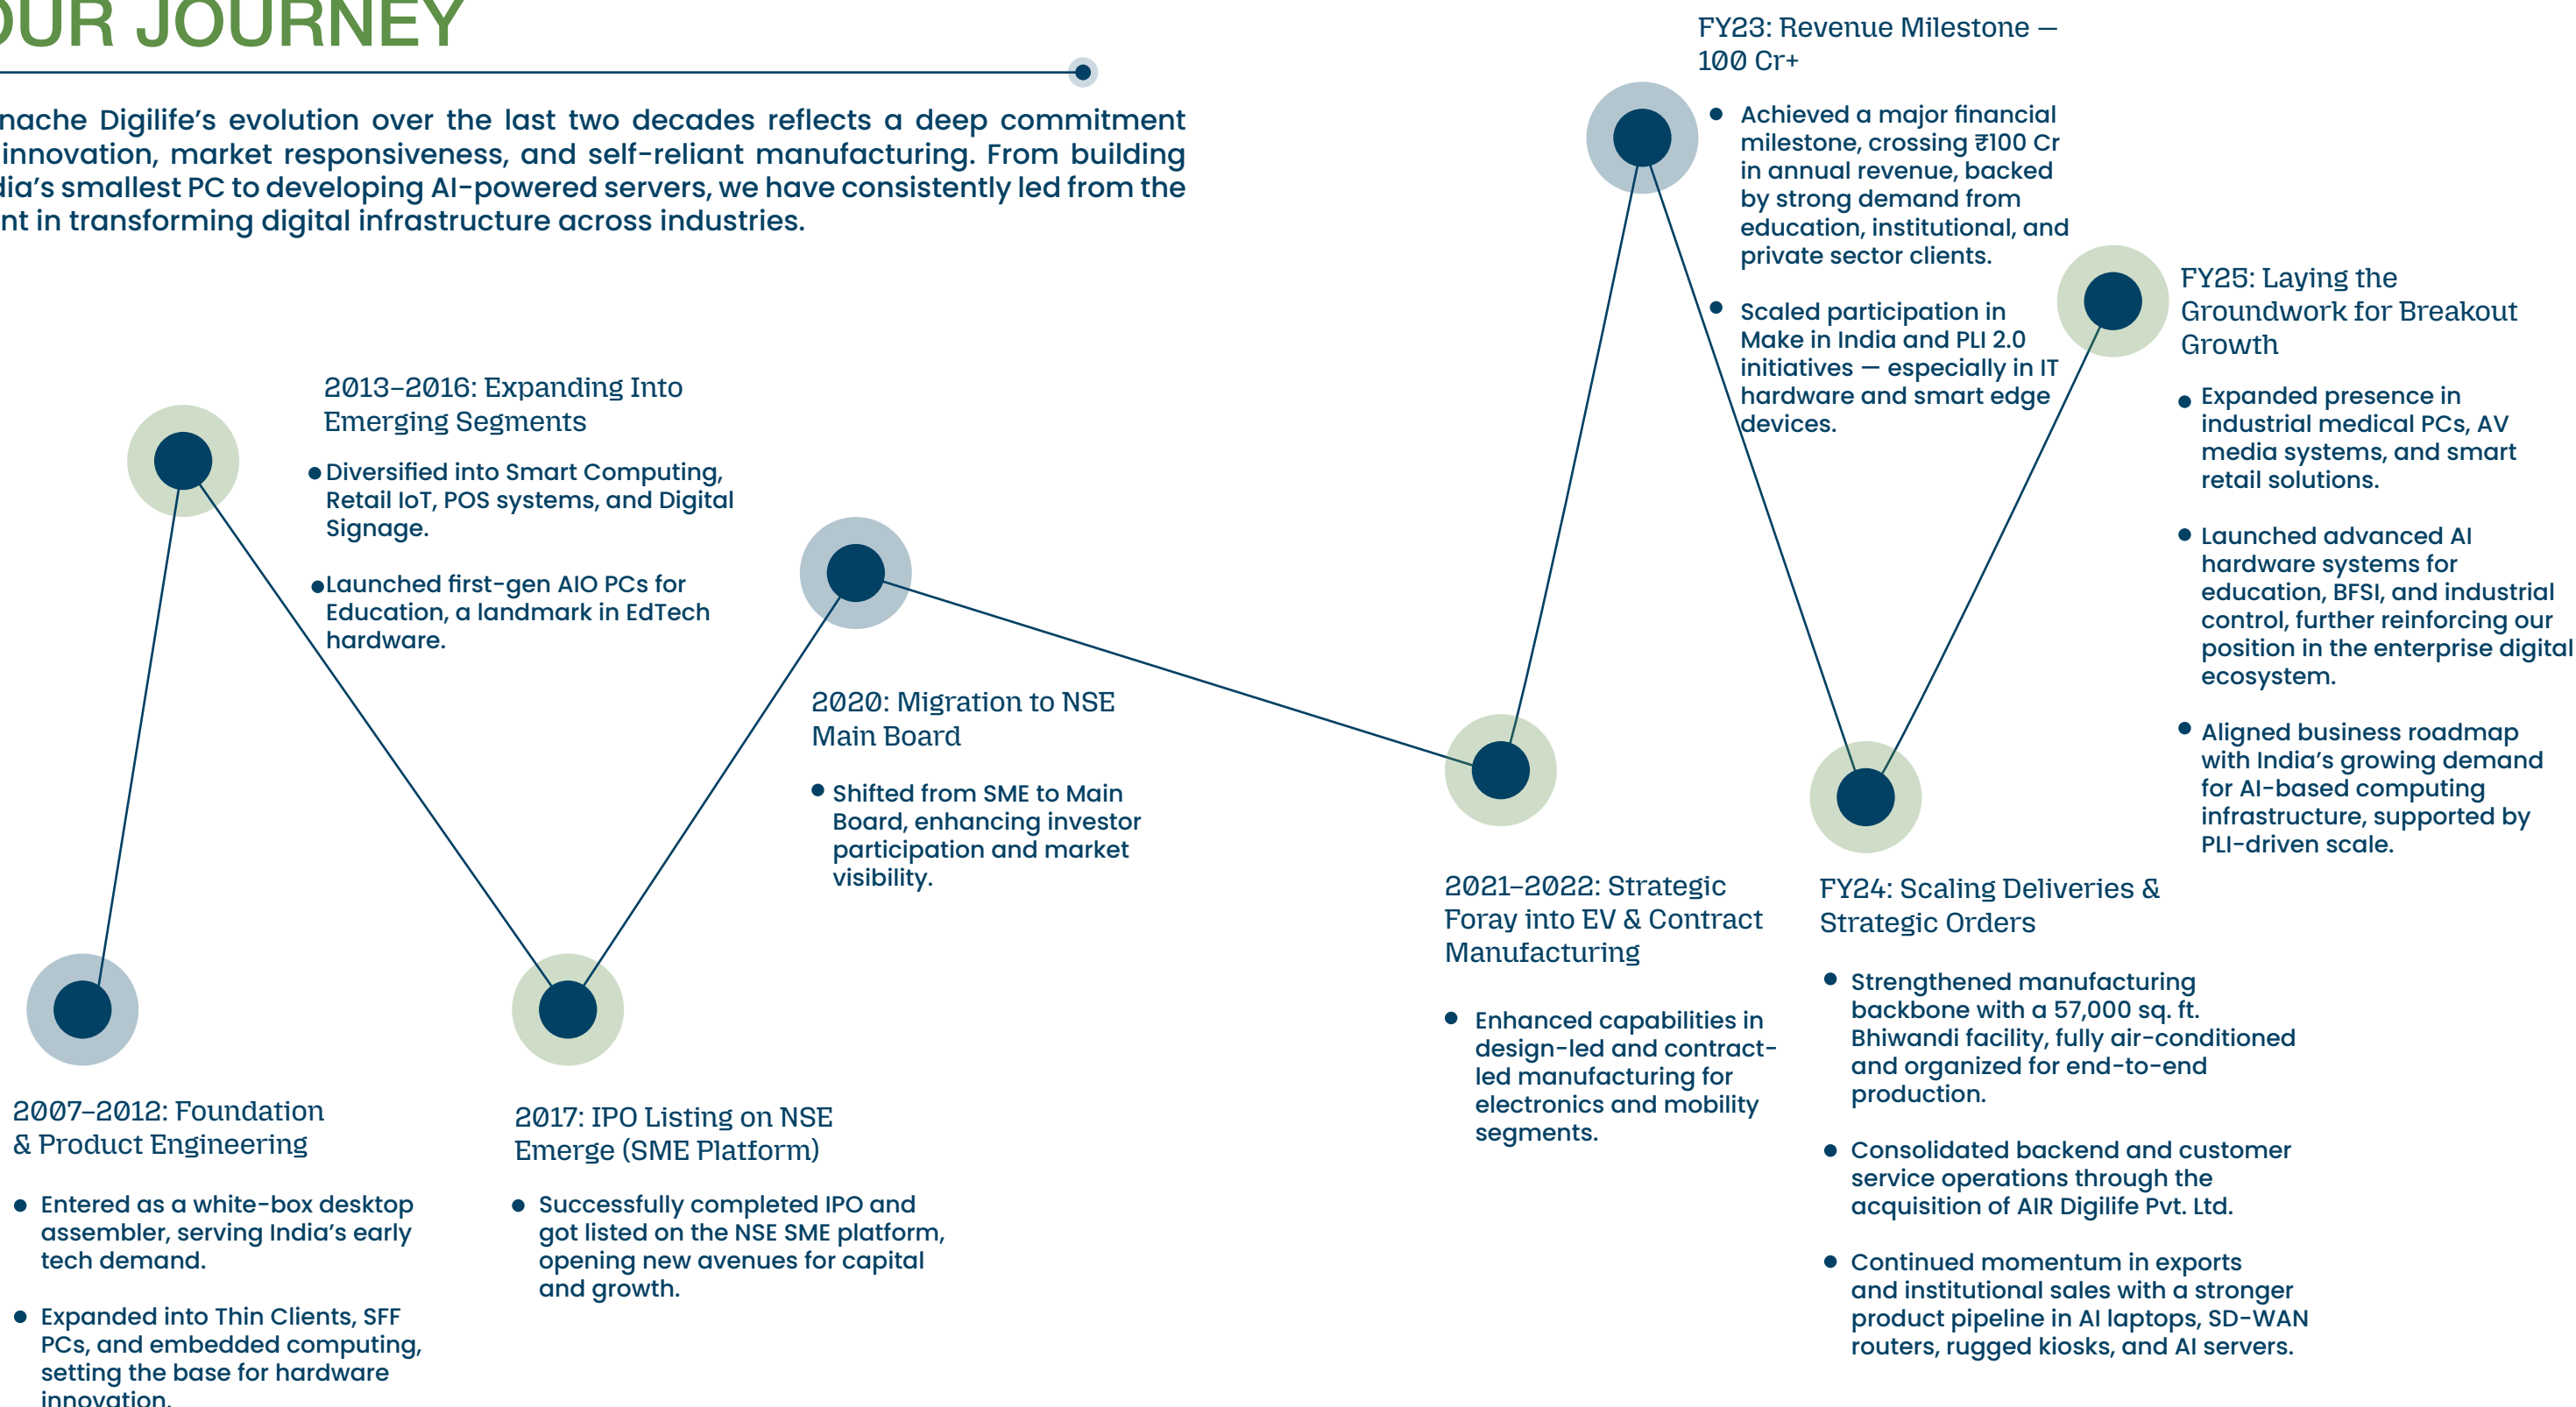 OUR JOURNEY
nache Digilife’s evolution over the last two decades reflects a deep commitment
innovation, market responsiveness, and self-reliant manufacturing. From building
dia’s smallest PC to developing AI-powered servers, we have consistently led from the
nt in transforming digital infrastructure across industries.
2007–2012: Foundation
& Product Engineering
Entered as a white-box desktop
assembler, serving India’s early
tech demand.
Expanded into Thin Clients, SFF
PCs, and embedded computing,
setting the base for hardware
innovation.
2013–2016: Expanding Into
Emerging Segments
Diversified into Smart Computing,
Retail IoT, POS systems, and Digital
Signage.
Launched first-gen AIO PCs for
Education, a landmark in EdTech
hardware.
2017: IPO Listing on NSE
Emerge (SME Platform)
Successfully completed IPO and
got listed on the NSE SME platform,
opening new avenues for capital
and growth.
2020: Migration to NSE
Main Board
Shifted from SME to Main
Board, enhancing investor
participation and market
visibility.
2021–2022: Strategic
Foray into EV & Contract
Manufacturing
Enhanced capabilities in
design-led and contract-
led manufacturing for
electronics and mobility
segments.
FY23: Revenue Milestone —
100 Cr+
Achieved a major financial
milestone, crossing ₹100 Cr
in annual revenue, backed
by strong demand from
education, institutional, and
private sector clients.
Scaled participation in
Make in India and PLI 2.0
initiatives — especially in IT
hardware and smart edge
devices.
FY24: Scaling Deliveries &
Strategic Orders
Strengthened manufacturing
backbone with a 57,000 sq. ft.
Bhiwandi facility, fully air-conditioned
and organized for end-to-end
production.
Consolidated backend and customer
service operations through the
acquisition of AIR Digilife Pvt. Ltd.
Continued momentum in exports
and institutional sales with a stronger
product pipeline in AI laptops, SD-WAN
routers, rugged kiosks, and AI servers.
FY25: Laying the
Groundwork for Breakout
Growth
Expanded presence in
industrial medical PCs, AV
media systems, and smart
retail solutions.
Launched advanced AI
hardware systems for
education, BFSI, and industrial
control, further reinforcing our
position in the enterprise digital
ecosystem.
Aligned business roadmap
with India’s growing demand
for AI-based computing
infrastructure, supported by
PLI-driven scale.